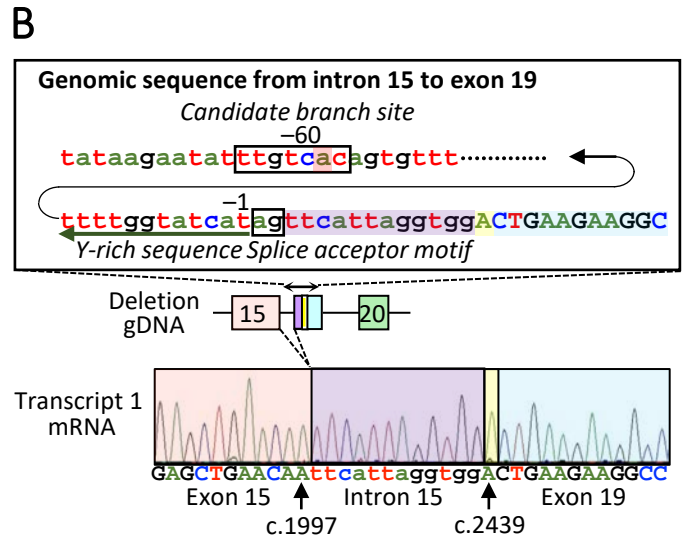 B
Genomic sequence from intron 15 to exon 19
Candidate branch site
–60
tataagaatatttgtcacagtgttt............
–1
ttttggtatcatagttcattaggtggACTGAAGAAGGC
Y-rich sequence Splice acceptor motif
Deletion gDNA
15
20
Transcript 1 mRNA
GAGCTGAACAAttcattaggtggACTGAAGAAGGCC
Exon 15 Intron 15 Exon 19
c.1997 c.2439